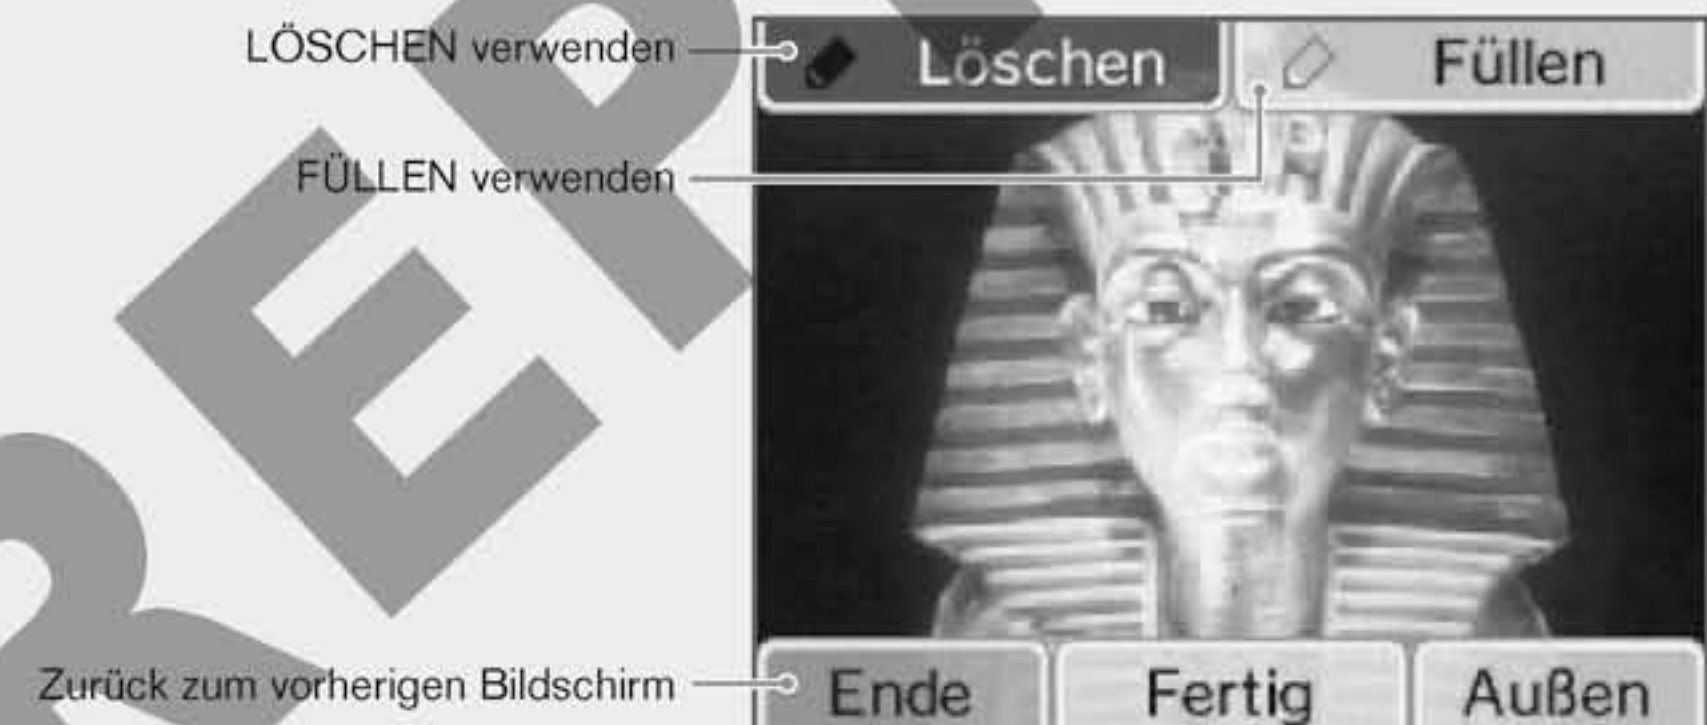 LÖSCHEN verwenden
Löschen
Füllen
FÜLLEN verwenden
Zurück zum vorherigen Bildschirm
Ende
Fertig
Außen